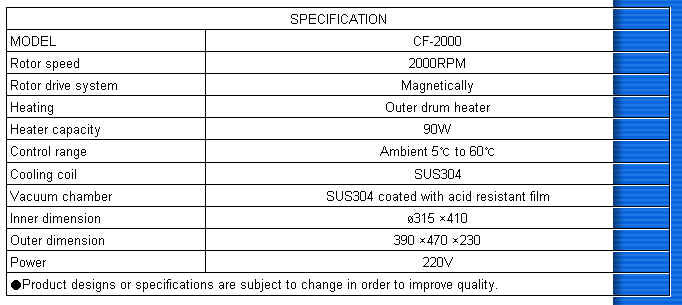 SPECIFICATION
MODEL CF-2000
Rotor speed 2000RPM
Rotor drive system Magnetically
Heating Outer drum heater
Heater capacity 90W
Control range Ambient 5℃ to 60℃
Cooling coil SUS304
Vacuum chamber SUS304 coated with acid resistant film
Inner dimension ø315 ×410
Outer dimension 390 ×470 ×230
Power 220V
●Product designs or specifications are subject to change in order to improve quality.